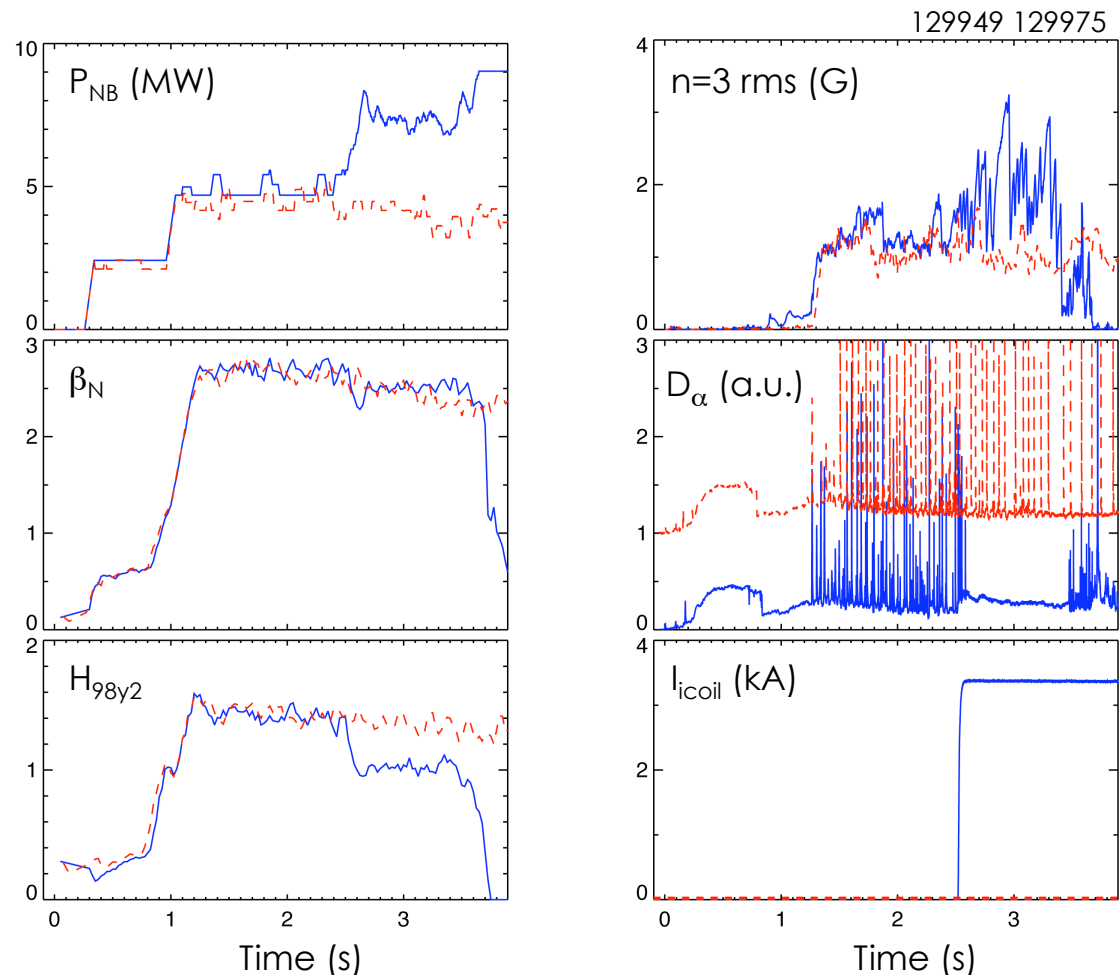 129949 129975
P_NB (MW)
10
5
0
n=3 rms (G)
4
2
0
β_N
3
2
1
0
D_α (a.u.)
3
2
1
0
H_98y2
2
1
0
0 1 2 3
Time (s)
I_icoil (kA)
4
2
0
0 1 2 3
Time (s)